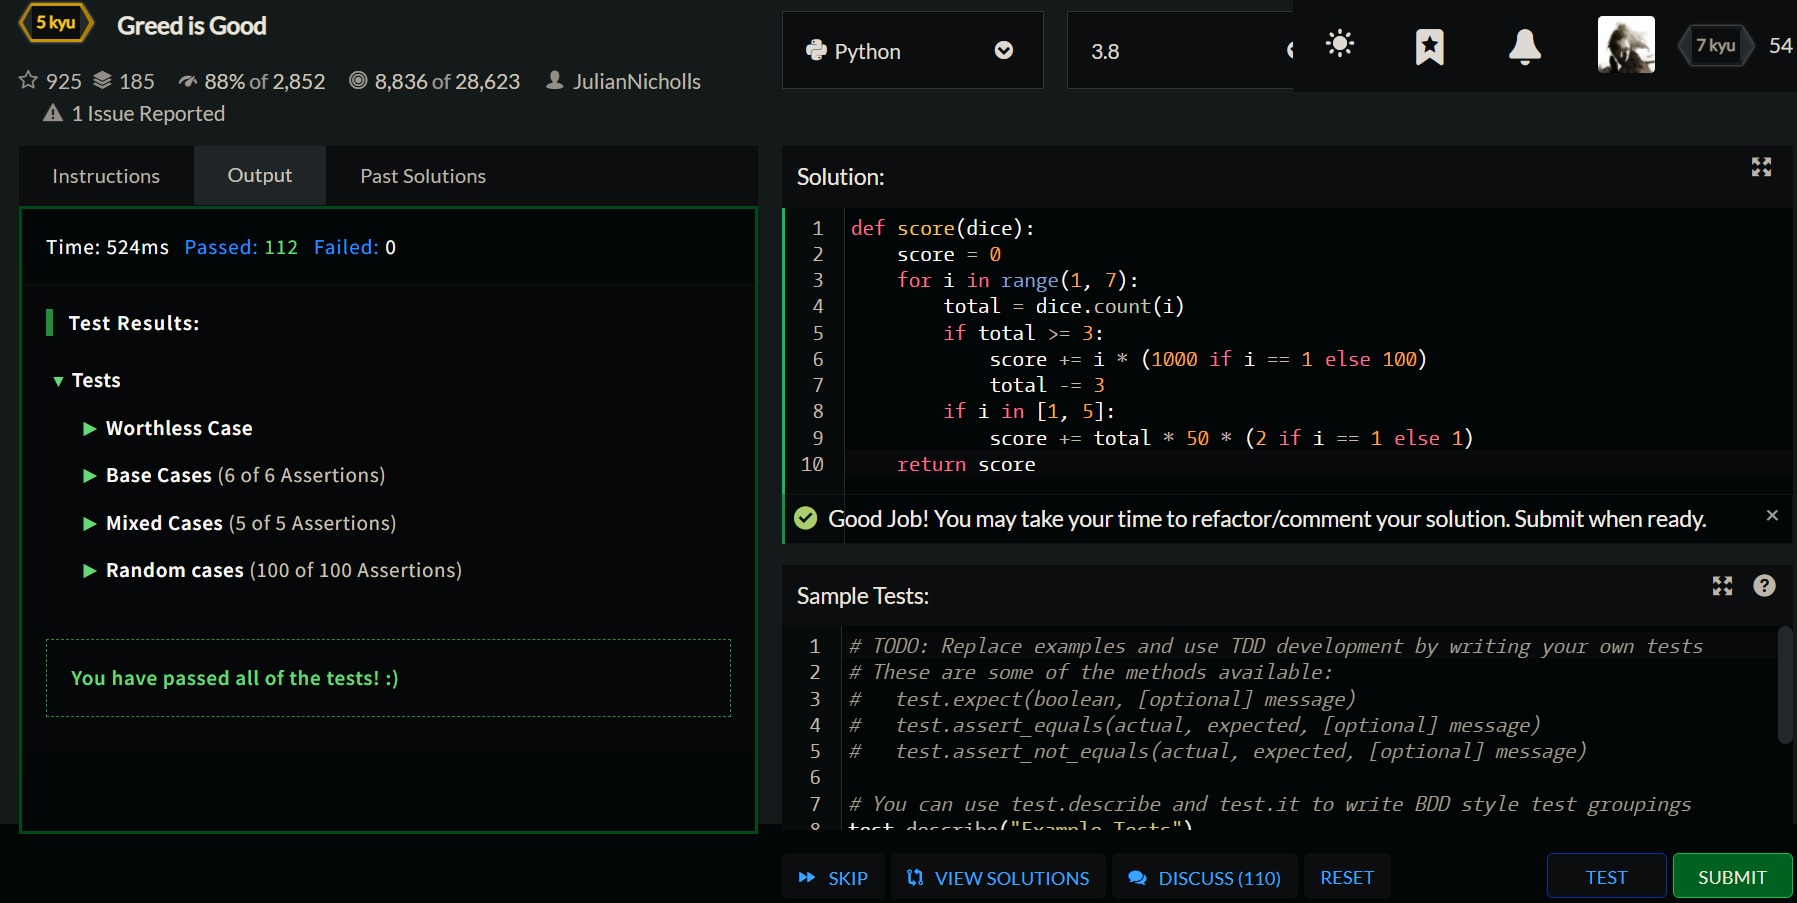 5 kyu Greed is Good
925 185 88% of 2,852 8,836 of 28,623 JulianNicholls
1 Issue Reported
Python
3.8
7 kyu 54
Instructions Output Past Solutions
Time: 524ms Passed: 112 Failed: 0
Test Results:
Tests
Worthless Case
Base Cases (6 of 6 Assertions)
Mixed Cases (5 of 5 Assertions)
Random cases (100 of 100 Assertions)
You have passed all of the tests! :)
Solution:
1 def score(dice):
2 score = 0
3 for i in range(1, 7):
4 total = dice.count(i)
5 if total >= 3:
6 score += i * (1000 if i == 1 else 100)
7 total -= 3
8 if i in [1, 5]:
9 score += total * 50 * (2 if i == 1 else 1)
10 return score
Good Job! You may take your time to refactor/comment your solution. Submit when ready.
Sample Tests:
1 # TODO: Replace examples and use TDD development by writing your own tests
2 # These are some of the methods available:
3 #   test.expect(boolean, [optional] message)
4 #   test.assert_equals(actual, expected, [optional] message)
5 #   test.assert_not_equals(actual, expected, [optional] message)
6
7 # You can use test.describe and test.it to write BDD style test groupings
8 test.describe("Example Tests")
SKIP VIEW SOLUTIONS DISCUSS (110) RESET TEST SUBMIT